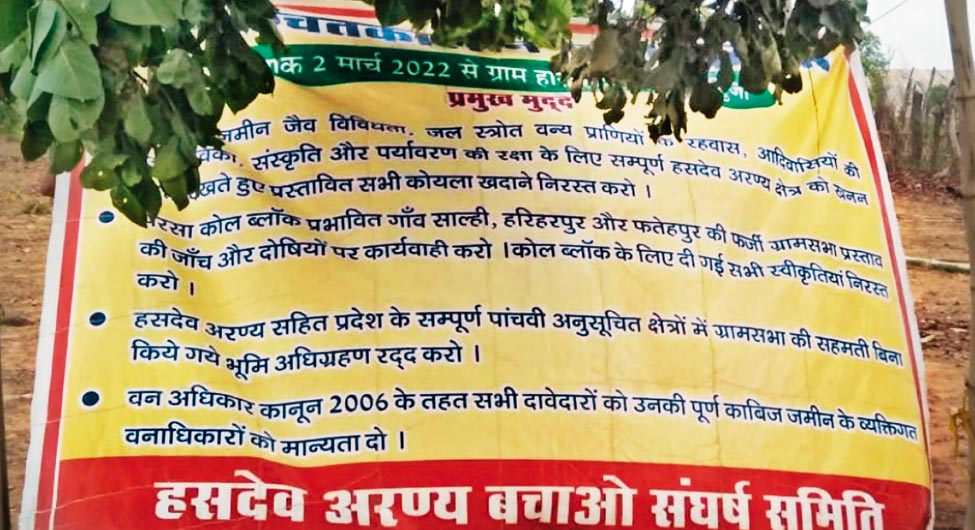 2 मार्च 2022 से ग्राम
प्रमुख मुद्द
जमीन जैव विविधता, जल स्त्रोत वन्य प्राणियों रहवास, आदिवासियों की
संस्कृति और पर्यावरण की रक्षा के लिए सम्पूर्ण हसदेव अरण्य क्षेत्र को खनन
हुए प्रस्तावित सभी कोयला खदाने निरस्त करो ।
कोल ब्लॉक प्रभावित गाँव साल्ही, हरिहरपुर और फतेहपुर की फर्जी ग्रामसभा प्रस्ताव
की जाँच और दोषियों पर कार्यवाही करो । कोल ब्लॉक के लिए दी गई सभी स्वीकृतियां निरस्त
करो ।
• हसदेव अरण्य सहित प्रदेश के सम्पूर्ण पांचवी अनुसूचित क्षेत्रों में ग्रामसभा की सहमती बिना
किये गये भूमि अधिग्रहण रद्द करो ।
• वन अधिकार कानून 2006 के तहत सभी दावेदारों को उनकी पूर्ण काबिज जमीन के व्यक्तिगत
वनाधिकारों को मान्यता दो ।
हसदेव अरण्य बचाओ संघर्ष समिति